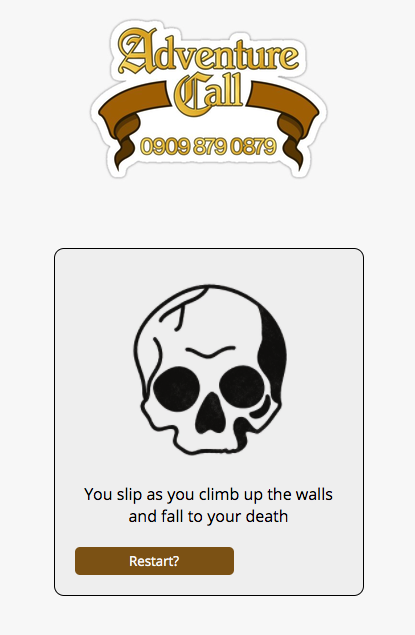 Adventure
Call
0909 879 0879
You slip as you climb up the walls
and fall to your death
Restart?